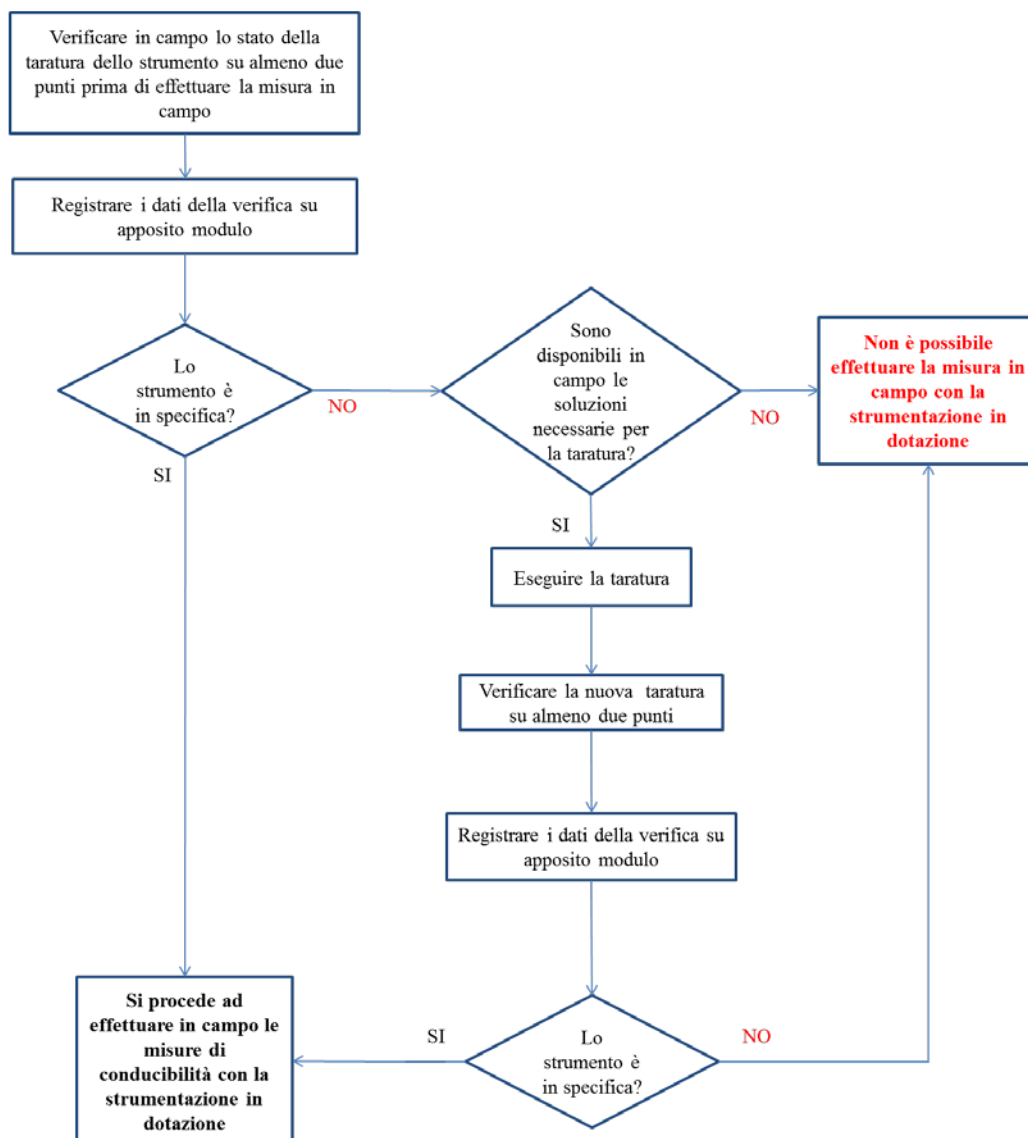 Verificare in campo lo stato della
taratura dello strumento su almeno due
punti prima di effettuare la misura in
campo
Registrare i dati della verifica su
apposito modulo
Lo
strumento è
in specifica?
NO
SI
Sono
disponibili in
campo le
soluzioni
necessarie per
la taratura?
NO
SI
Non è possibile
effettuare la misura in
campo con la
strumentazione in
dotazione
Eseguire la taratura
Verificare la nuova taratura
su almeno due punti
Registrare i dati della verifica su
apposito modulo
Lo
strumento è
in specifica?
SI
NO
Si procede ad
effettuare in campo le
misure di
conducibilità con la
strumentazione in
dotazione